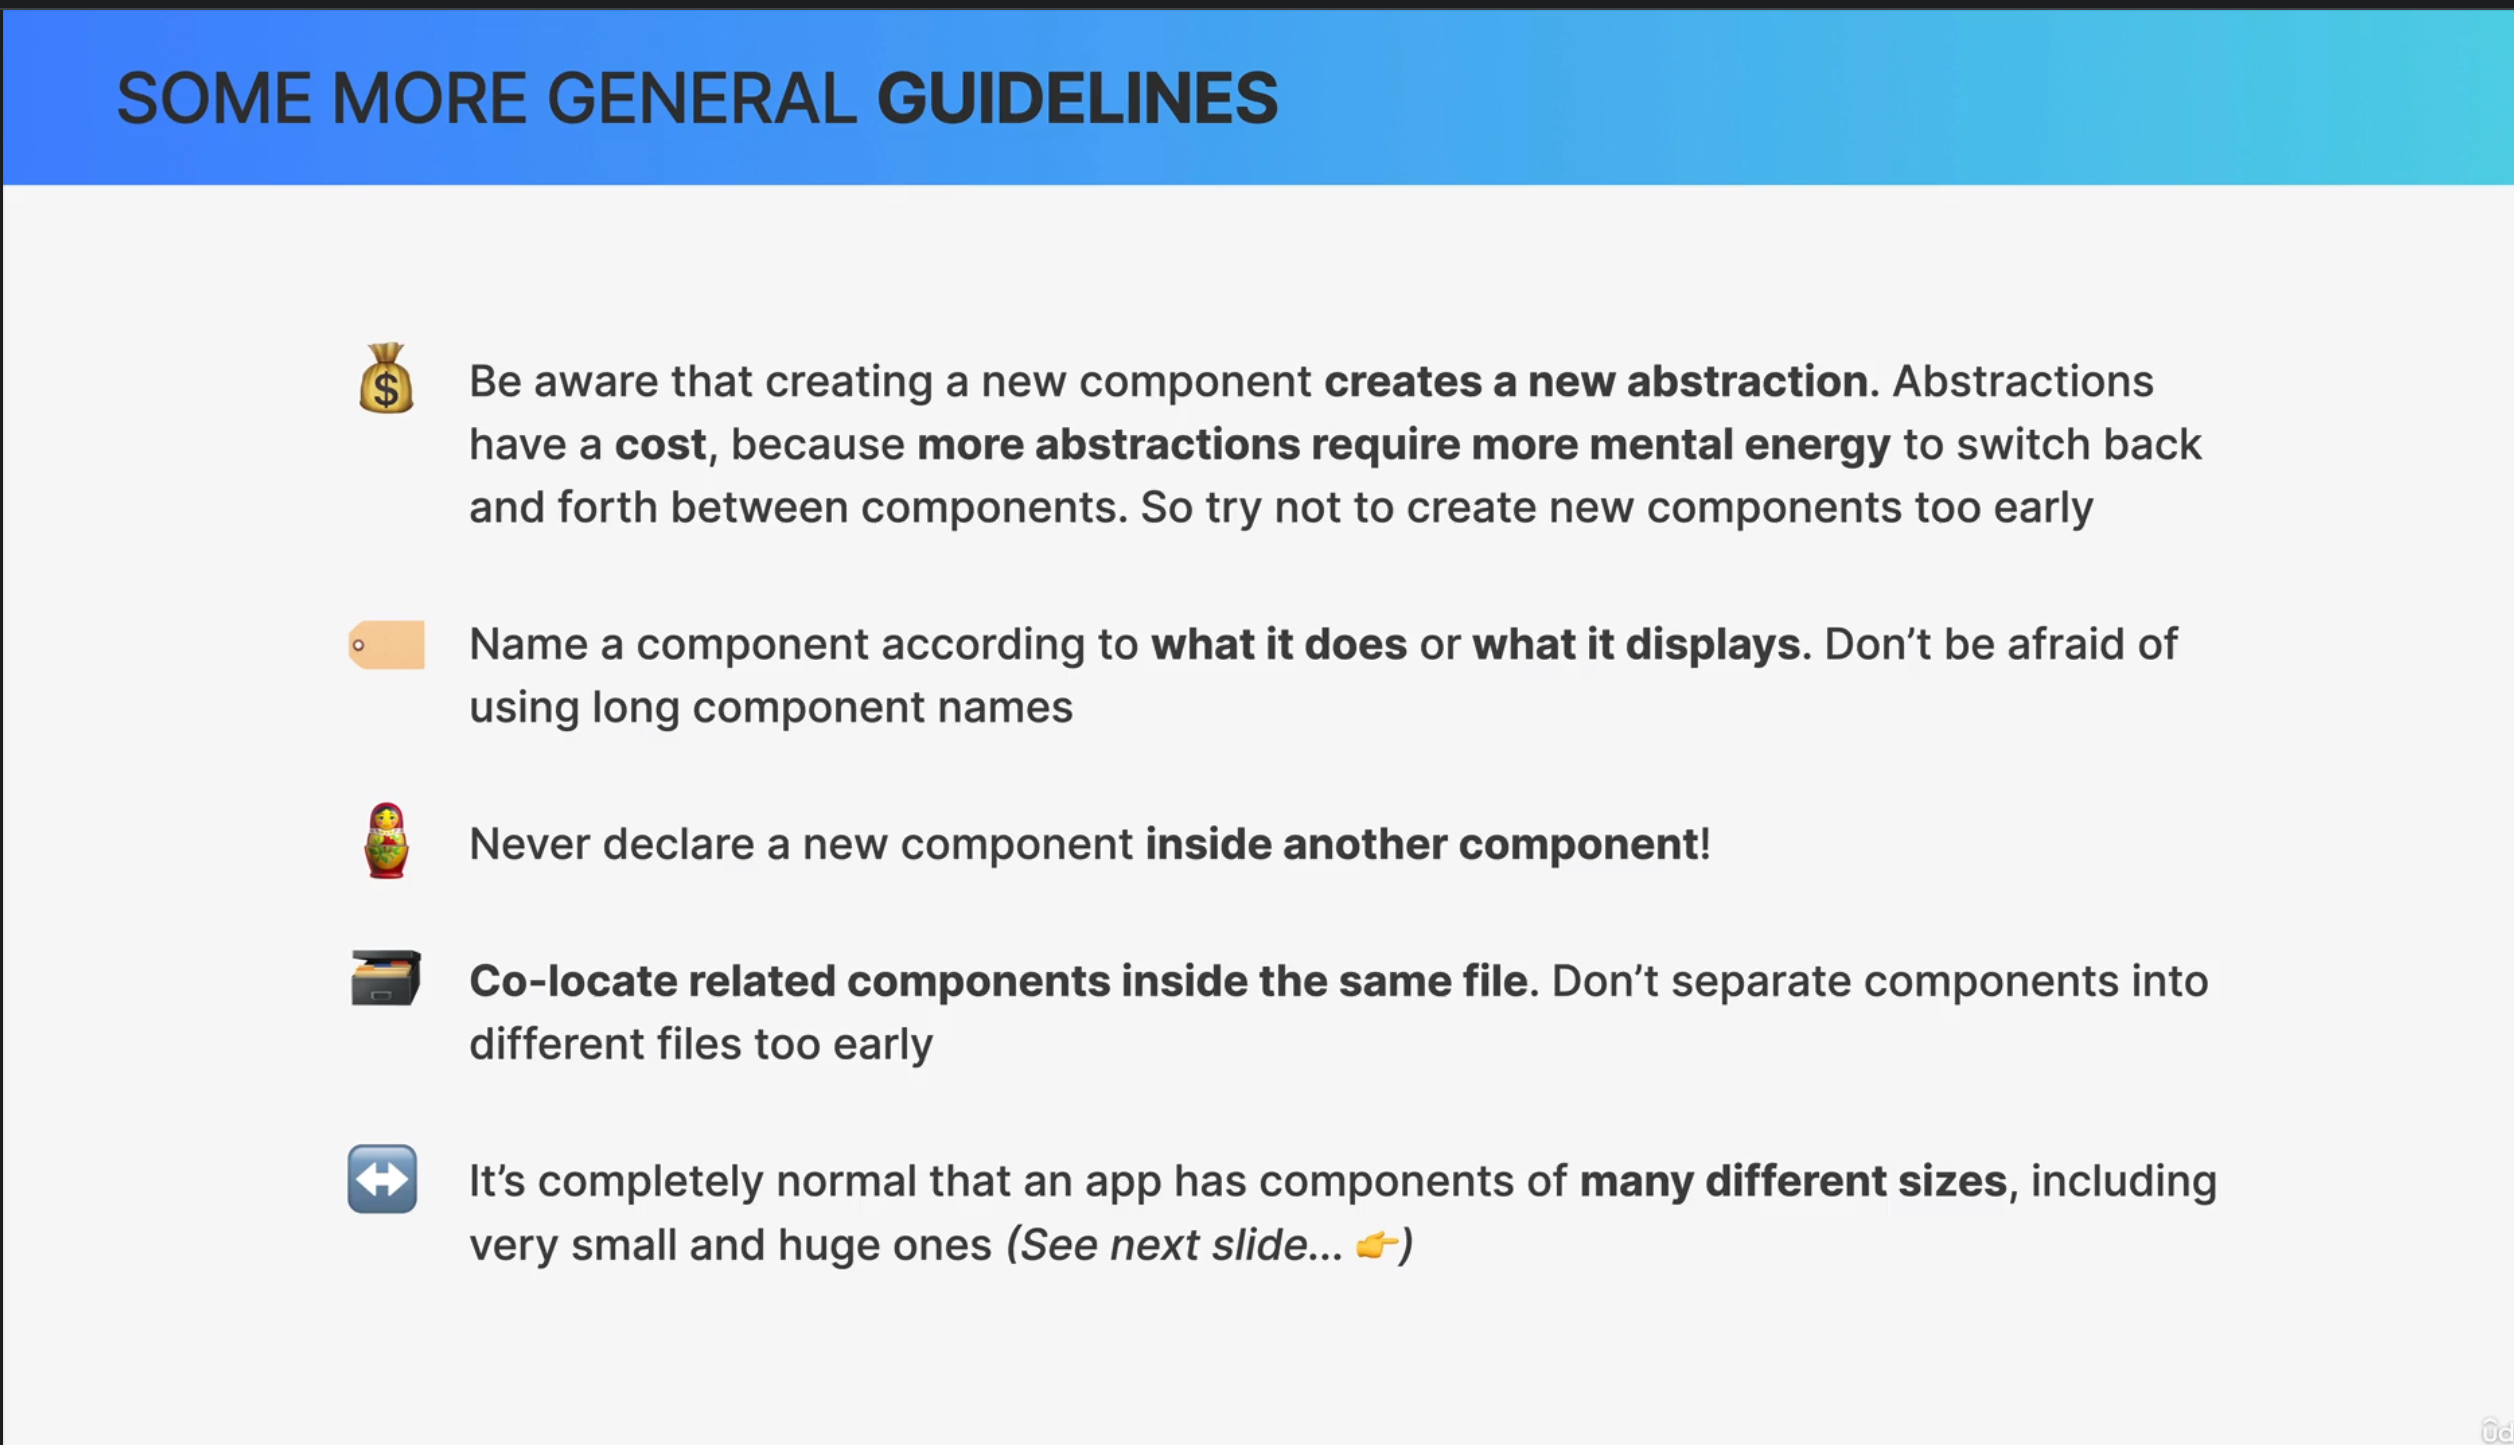 SOME MORE GENERAL GUIDELINES
Be aware that creating a new component creates a new abstraction. Abstractions
have a cost, because more abstractions require more mental energy to switch back
and forth between components. So try not to create new components too early
Name a component according to what it does or what it displays. Don’t be afraid of
using long component names
Never declare a new component inside another component!
Co-locate related components inside the same file. Don’t separate components into
different files too early
It’s completely normal that an app has components of many different sizes, including
very small and huge ones (See next slide... 👉)